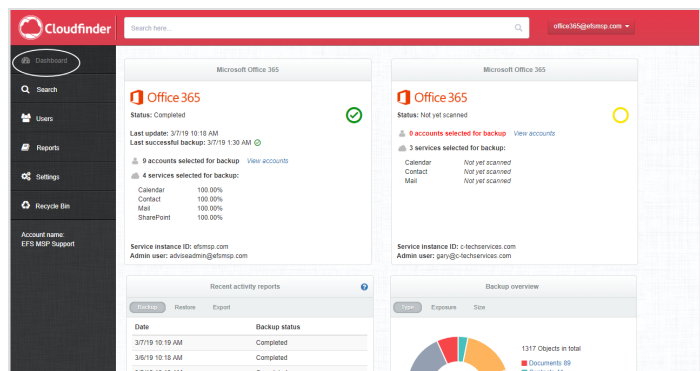 Cloudfinder
Search here...
office365@efsmsp.com
Dashboard
Search
Users
Reports
Settings
Recycle Bin
Account name:
EFS MSP Support
Microsoft Office 365
Office 365
Status: Completed
Last update: 3/7/19 10:18 AM
Last successful backup: 3/7/19 1:30 AM
9 accounts selected for backup View accounts
4 services selected for backup:
Calendar 100.00%
Contact 100.00%
Mail 100.00%
SharePoint 100.00%
Service instance ID: efsmsp.com
Admin user: adviseadmin@efsmsp.com
Microsoft Office 365
Office 365
Status: Not yet scanned
0 accounts selected for backup View accounts
3 services selected for backup:
Calendar Not yet scanned
Contact Not yet scanned
Mail Not yet scanned
Service instance ID: c-techservices.com
Admin user: gary@c-techservices.com
Recent activity reports
Backup Restore Export
Date Backup status
3/7/19 10:19 AM Completed
3/6/19 10:18 AM Completed
Backup overview
Type Exposure Size
1317 Objects in total
Documents 89